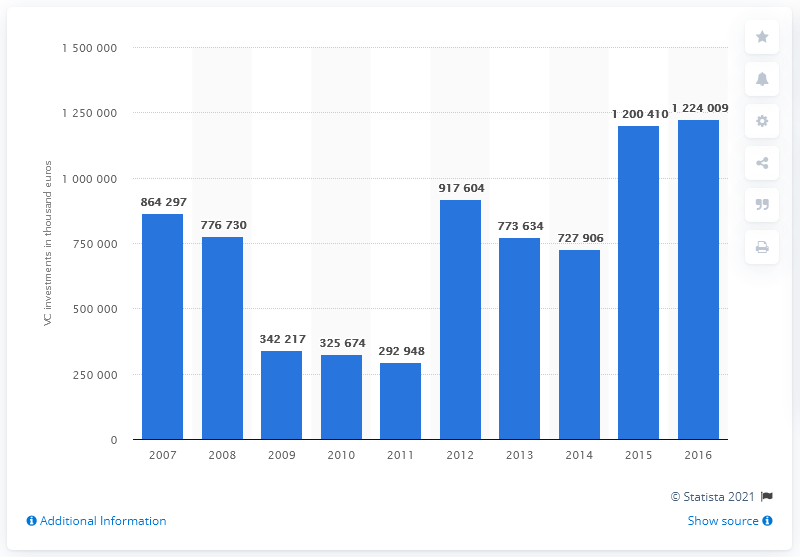 1 500 000
1 250 000
1 000 000
750 000
500 000
250 000
0
VC investments in thousand euros
864 297
776 730
342 217
325 674
292 948
917 604
773 634
727 906
1 200 410
1 224 009
2007 2008 2009 2010 2011 2012 2013 2014 2015 2016
© Statista 2021
Additional Information
Show source